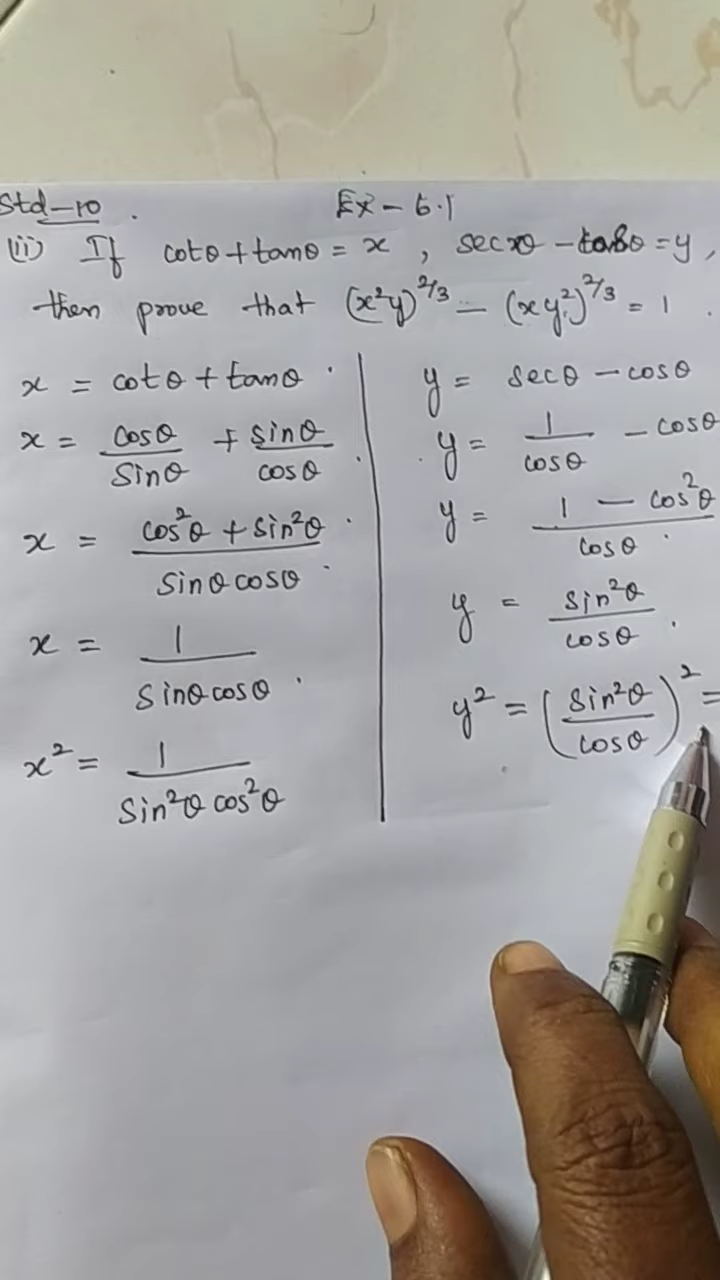 Std-10. Ex - 6.1
(ii) If cotθ + tanθ = x, secθ - cosθ = y,
then prove that (x²y)^2/3 - (xy²)^2/3 = 1.
x = cotθ + tanθ
x = cosθ/sinθ + sinθ/cosθ
x = cos²θ + sin²θ / sinθ cosθ
x = 1 / sinθ cosθ
x² = 1 / sin²θ cos²θ
y = secθ - cosθ
y = 1/cosθ - cosθ
y = 1 - cos²θ / cosθ
y = sin²θ / cosθ
y² = (sin²θ / cosθ)² =